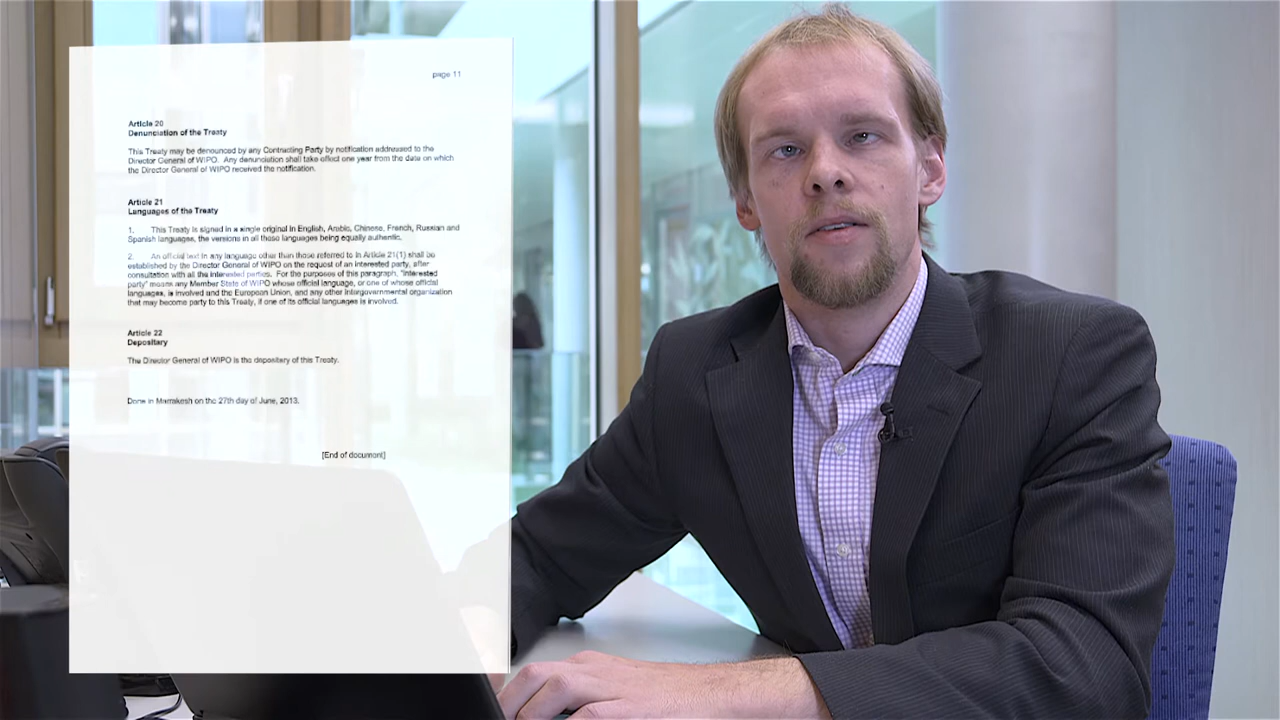 page 11
Article 20
Denunciation of the Treaty
This Treaty may be denounced by any Contracting Party by notification addressed to the
Director General of WIPO. Any denunciation shall take effect one year from the date on which
the Director General of WIPO received the notification.
Article 21
Languages of the Treaty
1. This Treaty is signed in a single original in English, Arabic, Chinese, French, Russian and
Spanish languages, the versions in all those languages being equally authentic.
2. An official text in any language other than those referred to in Article 21(1) shall be
established by the Director General of WIPO on the request of an interested party, after
consultation with all the interested parties. For the purposes of this paragraph, "interested
party" means any Member State of WIPO whose official language, or one of whose official
languages, is involved and the European Union, and any other intergovernmental organization
that may become party to this Treaty, if one of its official languages is involved.
Article 22
Depositary
The Director General of WIPO is the depositary of this Treaty.
Done in Marrakesh on the 27th day of June, 2013.
[End of document]